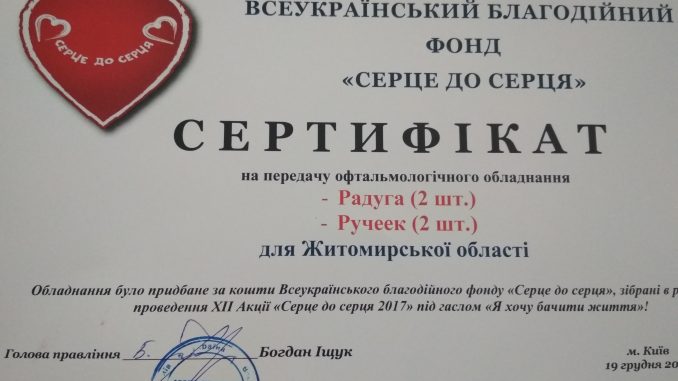 ВСЕУКРАЇНСЬКИЙ БЛАГОДІЙНИЙ
ФОНД
«СЕРЦЕ ДО СЕРЦЯ»
СЕРЦЕ ДО СЕРЦЯ
СЕРТИФІКАТ
на передачу офтальмологічного обладнання
- Радуга (2 шт.)
- Ручеек (2 шт.)
для Житомирської області
Обладнання було придбане за кошти Всеукраїнського благодійного фонду «Серце до серця», зібрані в
проведення XII Акції «Серце до серця 2017» під гаслом «Я хочу бачити життя»!
Голова правління Б. Богдан Іщук
м. Київ
19 грудня 20